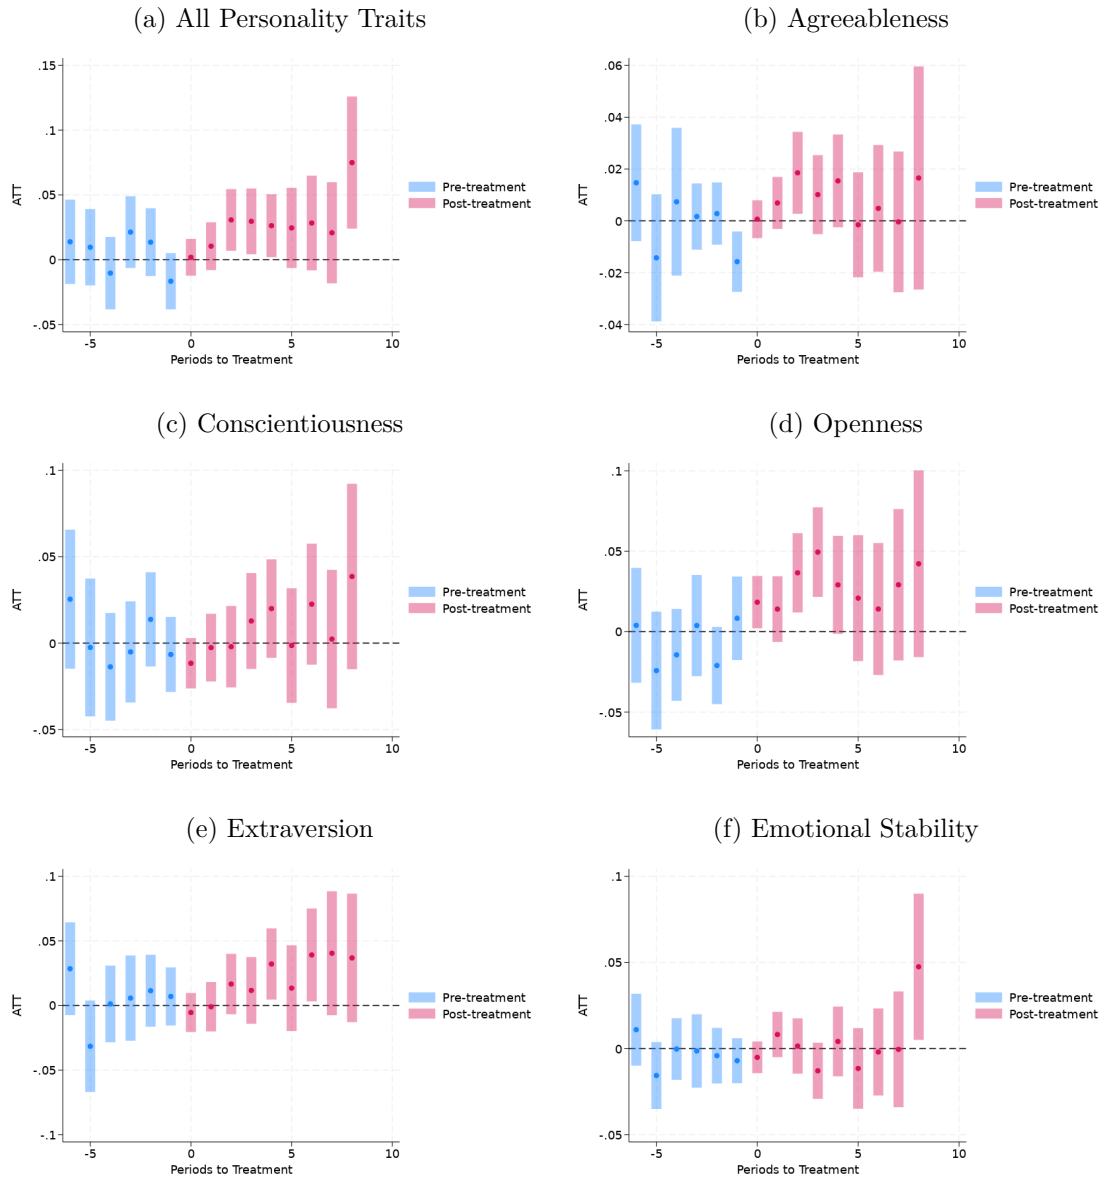 (a) All Personality Traits
ATT
.15
.1
.05
0
-.05
-5
0
5
10
Periods to Treatment
Pre-treatment
Post-treatment
(b) Agreeableness
ATT
.06
.04
.02
0
-.02
-.04
-5
0
5
10
Periods to Treatment
Pre-treatment
Post-treatment
(c) Conscientiousness
ATT
.1
.05
0
-.05
-5
0
5
10
Periods to Treatment
Pre-treatment
Post-treatment
(d) Openness
ATT
.1
.05
0
-.05
-5
0
5
10
Periods to Treatment
Pre-treatment
Post-treatment
(e) Extraversion
ATT
.1
.05
0
-.05
-.1
-5
0
5
10
Periods to Treatment
Pre-treatment
Post-treatment
(f) Emotional Stability
ATT
.1
.05
0
-.05
-5
0
5
10
Periods to Treatment
Pre-treatment
Post-treatment